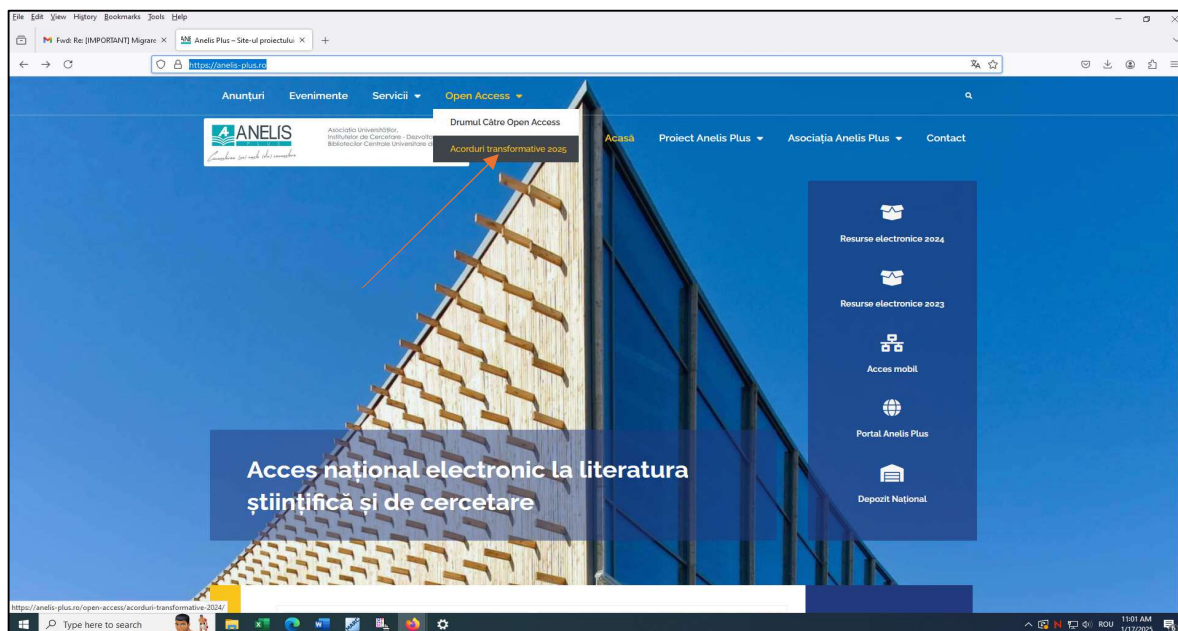 File Edit View History Bookmarks Tools Help
Fwd: Re: [IMPORTANT] Migrare
Anelis Plus – Site-ul proiectului
https://anelis-plus.ro
Anunțuri Evenimente Servicii Open Access
Drumul Către Open Access
Acorduri transformative 2025
ANELIS
PLUS
Asociația Universităților,
Institutelor de Cercetare - Dezvolta
Bibliotecilor Centrale Universitare d
Acasă Proiect Anelis Plus Asociația Anelis Plus Contact
Resurse electronice 2024
Resurse electronice 2023
Acces mobil
Portal Anelis Plus
Depozit Național
Acces național electronic la literatura
științifică și de cercetare
https://anelis-plus.ro/open-access/acorduri-transformative-2024/
Type here to search
ROU
11:01 AM
1/17/2025